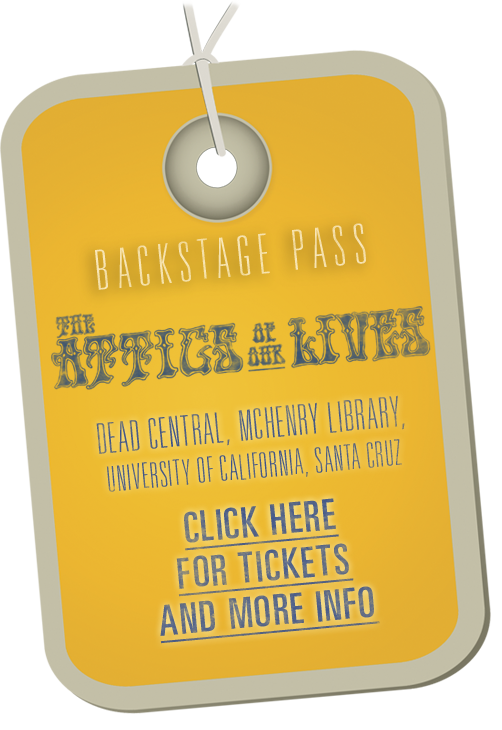 BACKSTAGE PASS
THE ATTICS OF OUR LIVES
DEAD CENTRAL, MCHENRY LIBRARY,
UNIVERSITY OF CALIFORNIA, SANTA CRUZ
CLICK HERE
FOR TICKETS
AND MORE INFO